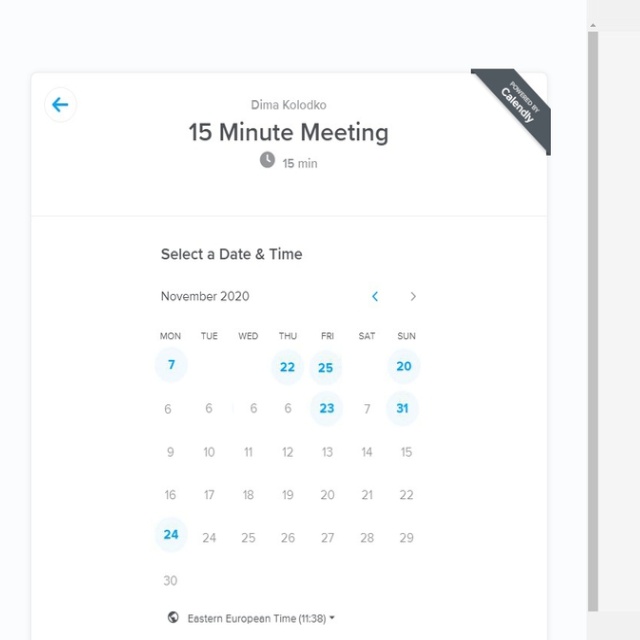 Dima Kolodko
15 Minute Meeting
15 min
POWERED BY
Calendly
Select a Date & Time
November 2020
MON TUE WED THU FRI SAT SUN
7 22 25 20
6 6 6 6 23 7 31
9 10 11 12 13 14 15
16 17 18 19 20 21 22
24 24 25 26 27 28 29
30
Eastern European Time (11:38)